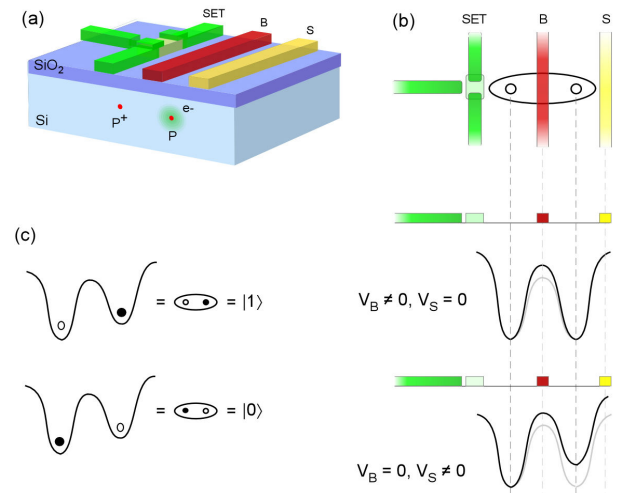 (a)
SET
B
S
SiO₂
Si
P⁺
e-
P
(b)
SET
B
S
V_B ≠ 0, V_S = 0
V_B = 0, V_S ≠ 0
(c)
= = |1⟩
= = |0⟩